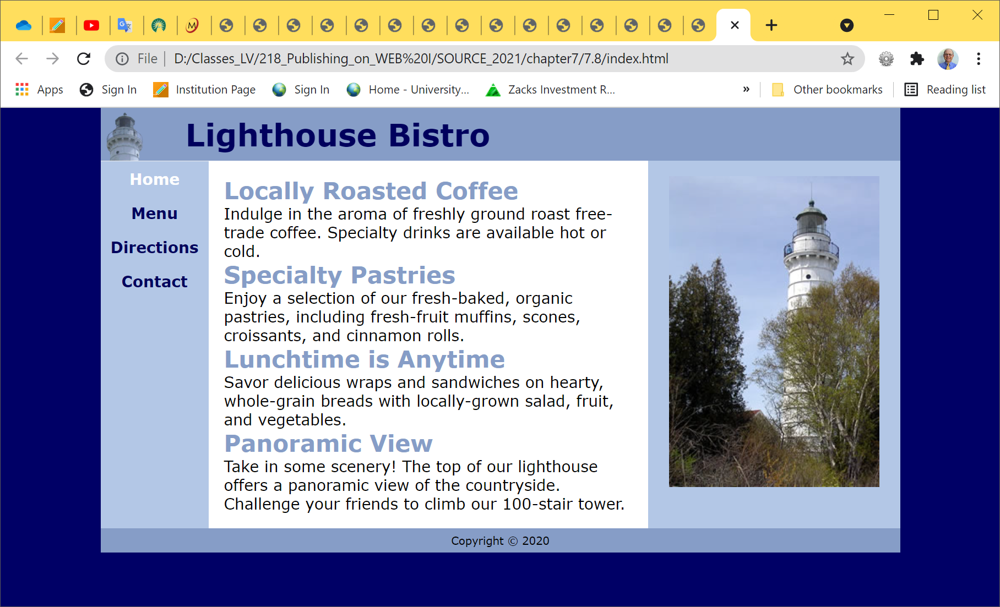 File D:/Classes_LV/218_Publishing_on_WEB%20I/SOURCE_2021/chapter7/7.8/index.html
Apps Sign In Institution Page Sign In Home - University... Zacks Investment R... » Other bookmarks Reading list
Lighthouse Bistro
Home
Menu
Directions
Contact
Locally Roasted Coffee
Indulge in the aroma of freshly ground roast free-
trade coffee. Specialty drinks are available hot or
cold.
Specialty Pastries
Enjoy a selection of our fresh-baked, organic
pastries, including fresh-fruit muffins, scones,
croissants, and cinnamon rolls.
Lunchtime is Anytime
Savor delicious wraps and sandwiches on hearty,
whole-grain breads with locally-grown salad, fruit,
and vegetables.
Panoramic View
Take in some scenery! The top of our lighthouse
offers a panoramic view of the countryside.
Challenge your friends to climb our 100-stair tower.
Copyright © 2020